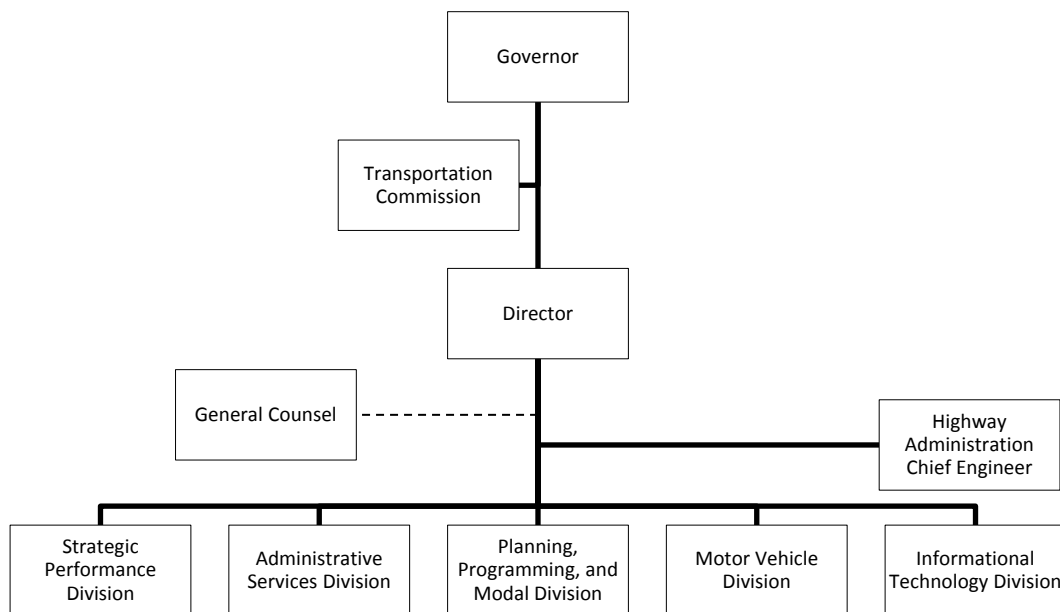 Governor
Transportation
Commission
Director
General Counsel
Highway
Administration
Chief Engineer
Strategic
Performance
Division
Administrative
Services Division
Planning,
Programming, and
Modal Division
Motor Vehicle
Division
Informational
Technology Division